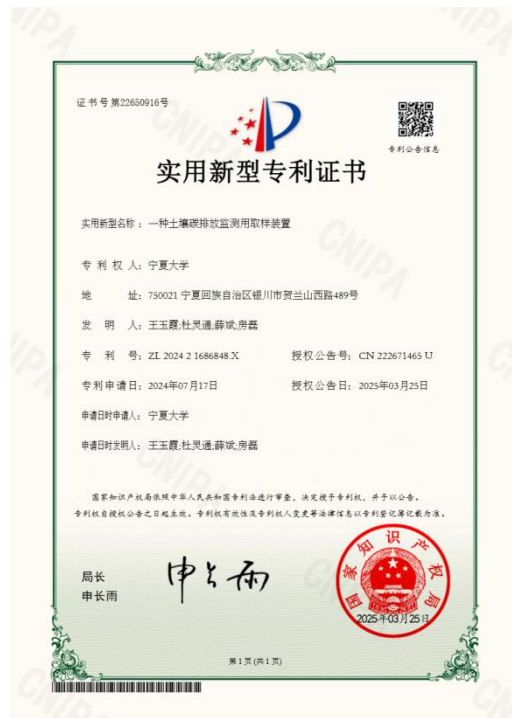 证书号第22650916号
专利公告信息
实用新型专利证书
实用新型名称：一种土壤碳排放监测用取样装置
专利权人：宁夏大学
地址：750021 宁夏回族自治区银川市贺兰山西路489号
发明人：王玉霞;杜灵通;薛斌;房磊
专利号：ZL 2024 2 1686848.X 授权公告号：CN 222671465 U
专利申请日：2024年07月17日 授权公告日：2025年03月25日
申请日时申请人：宁夏大学
申请日时发明人：王玉霞;杜灵通;薛斌;房磊
国家知识产权局依照中华人民共和国专利法进行审查，决定授予专利权，并予以公告。
专利权自授权公告之日起生效。专利权有效性及专利权人变更等法律信息以专利登记簿记载为准。
局长
申长雨
申长雨
国家知识产权局
2025年03月25日
第1页(共1页)
CNIPA
CNIPA
CNIPA
CNIPA
CNIPA
CNIPA